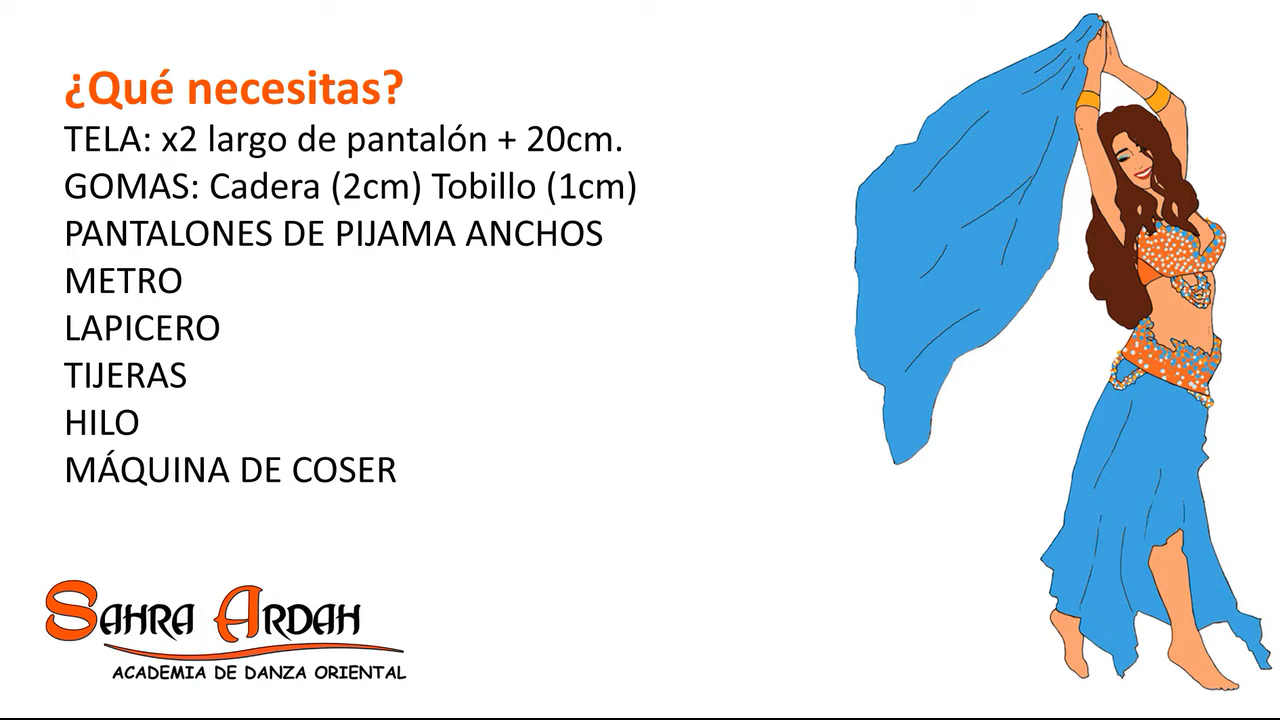 ¿Qué necesitas?
TELA: x2 largo de pantalón + 20cm.
GOMAS: Cadera (2cm) Tobillo (1cm)
PANTALONES DE PIJAMA ANCHOS
METRO
LAPICERO
TIJERAS
HILO
MÁQUINA DE COSER
SAHRA ARDAH
ACADEMIA DE DANZA ORIENTAL